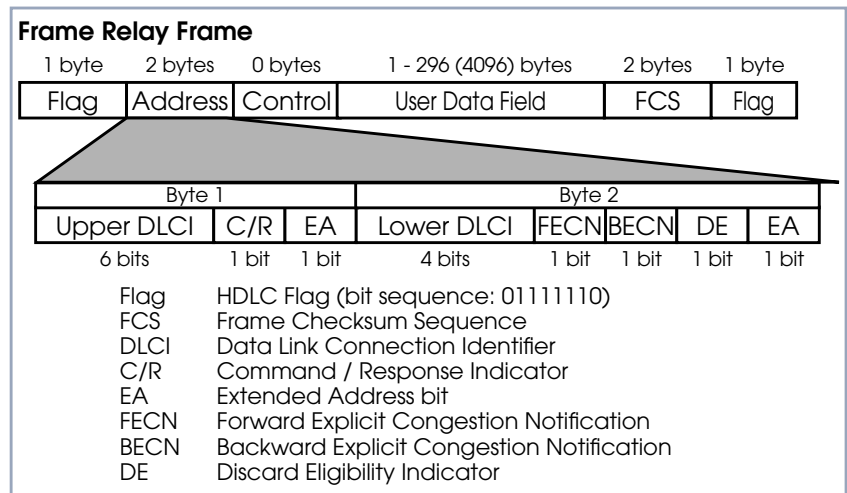 Frame Relay Frame
1 byte 2 bytes 0 bytes 1 - 296 (4096) bytes 2 bytes 1 byte
Flag Address Control User Data Field FCS Flag
Byte 1 Byte 2
Upper DLCI C/R EA Lower DLCI FECN BECN DE EA
6 bits 1 bit 1 bit 4 bits 1 bit 1 bit 1 bit 1 bit
Flag HDLC Flag (bit sequence: 01111110)
FCS Frame Checksum Sequence
DLCI Data Link Connection Identifier
C/R Command / Response Indicator
EA Extended Address bit
FECN Forward Explicit Congestion Notification
BECN Backward Explicit Congestion Notification
DE Discard Eligibility Indicator